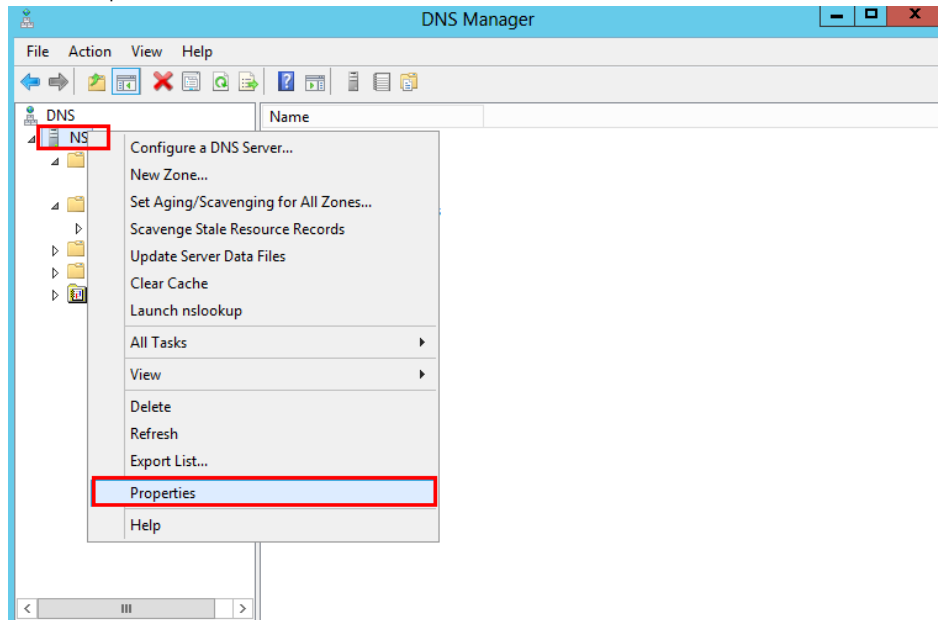 DNS Manager
File Action View Help
DNS
Name
NS
Configure a DNS Server...
New Zone...
Set Aging/Scavenging for All Zones...
Scavenge Stale Resource Records
Update Server Data Files
Clear Cache
Launch nslookup
All Tasks
View
Delete
Refresh
Export List...
Properties
Help